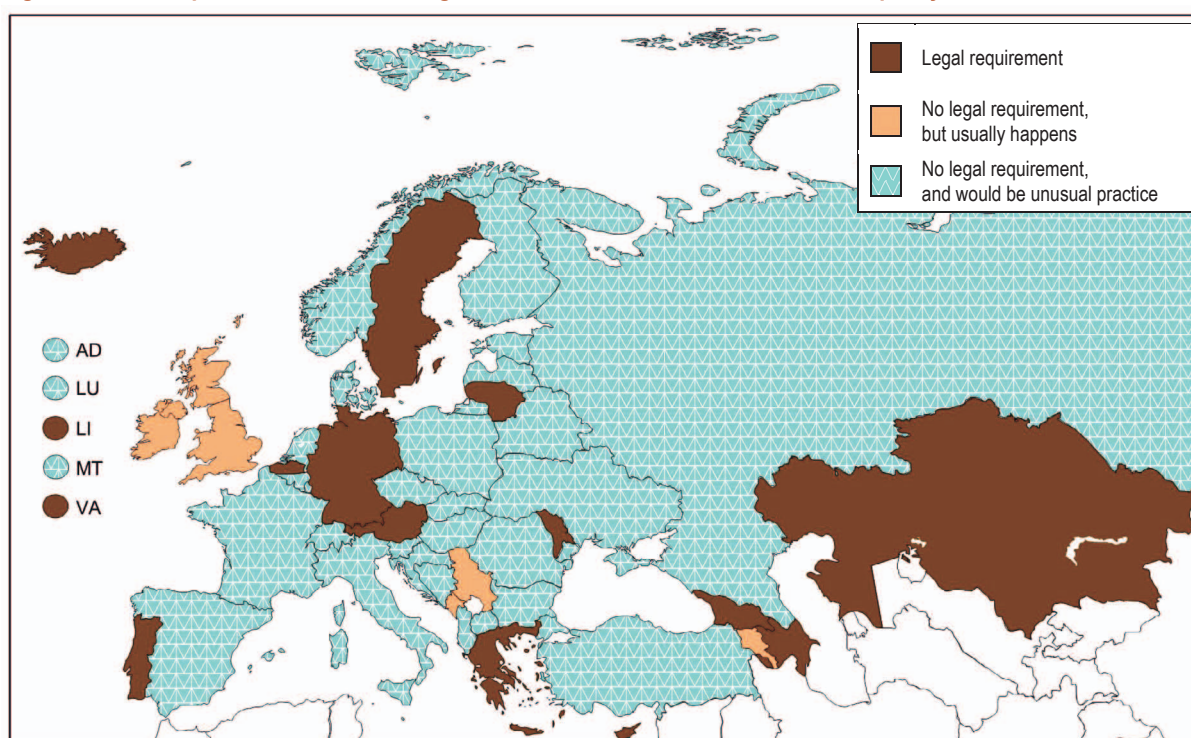 Legal requirement
No legal requirement,
but usually happens
No legal requirement,
and would be unusual practice
AD
LU
LI
MT
VA